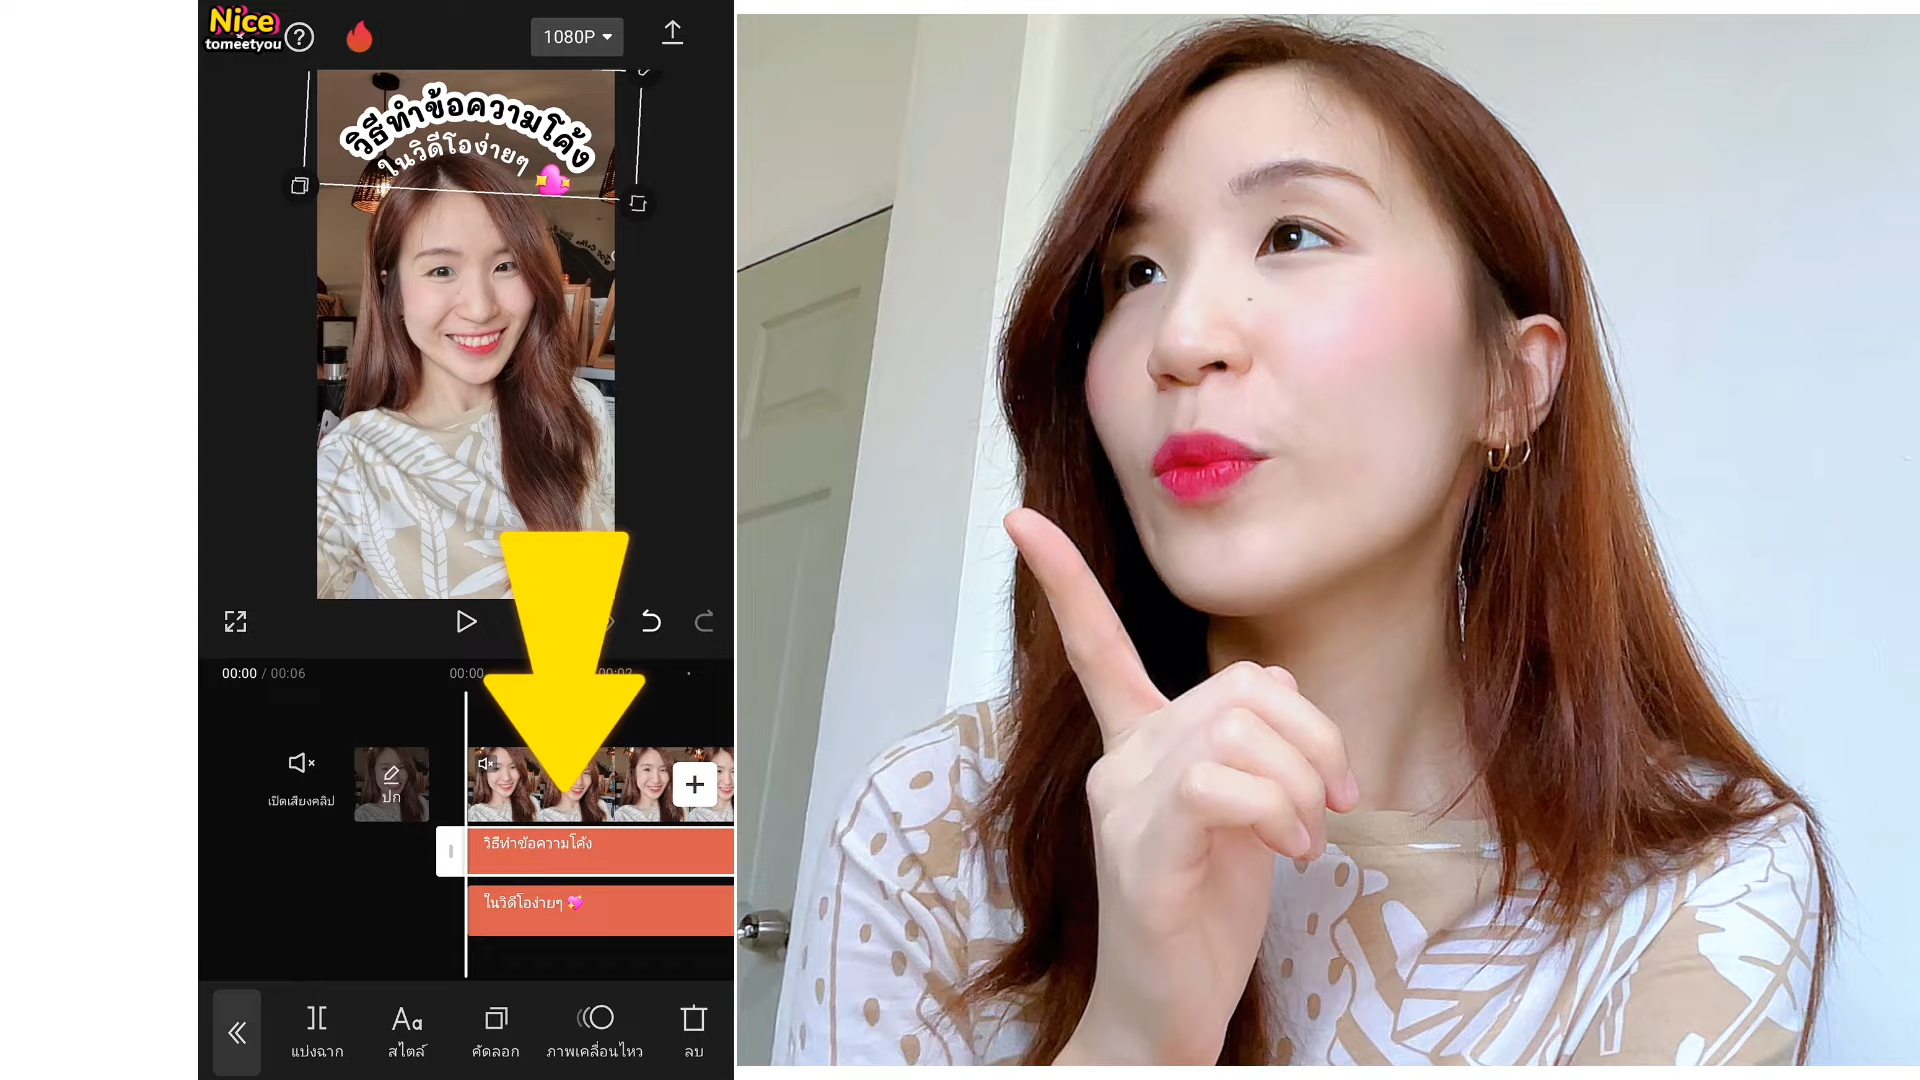 Nice
tomeetyou
1080P
วิธีทำข้อความโค้ง
ในวิดีโอง่ายๆ
00:00 / 00:06
00:00
00:02
เปิดเสียงคลิป
ปก
วิธีทำข้อความโค้ง
ในวิดีโอง่ายๆ 💖
แบ่งฉาก
สไตล์
คัดลอก
ภาพเคลื่อนไหว
ลบ